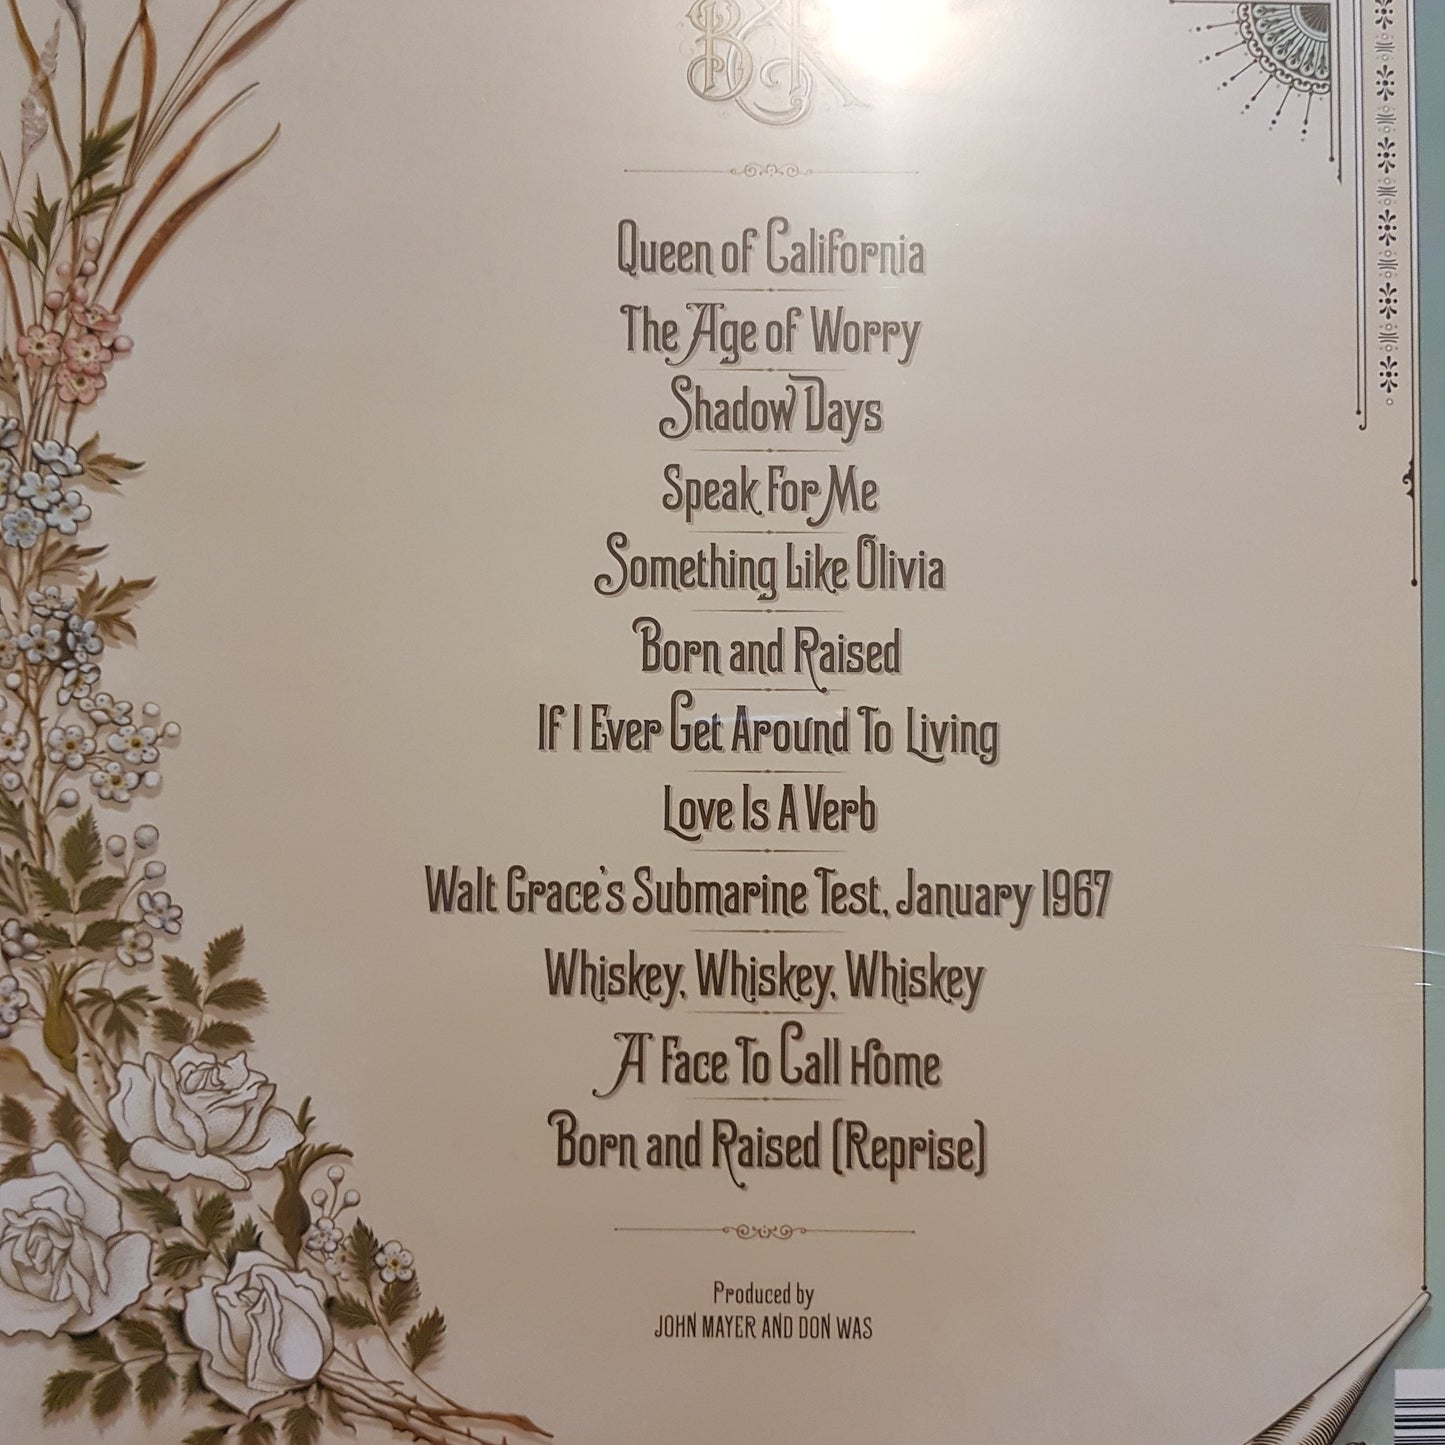 Queen of California
The Age of Worry
Shadow Days
Speak For Me
Something Like Olivia
Born and Raised
If I Ever Get Around To Living
Love Is A Verb
Walt Grace's Submarine Test, January 1967
Whiskey, Whiskey, Whiskey
A Face To Call Home
Born and Raised (Reprise)
Produced by
JOHN MAYER AND DON WAS